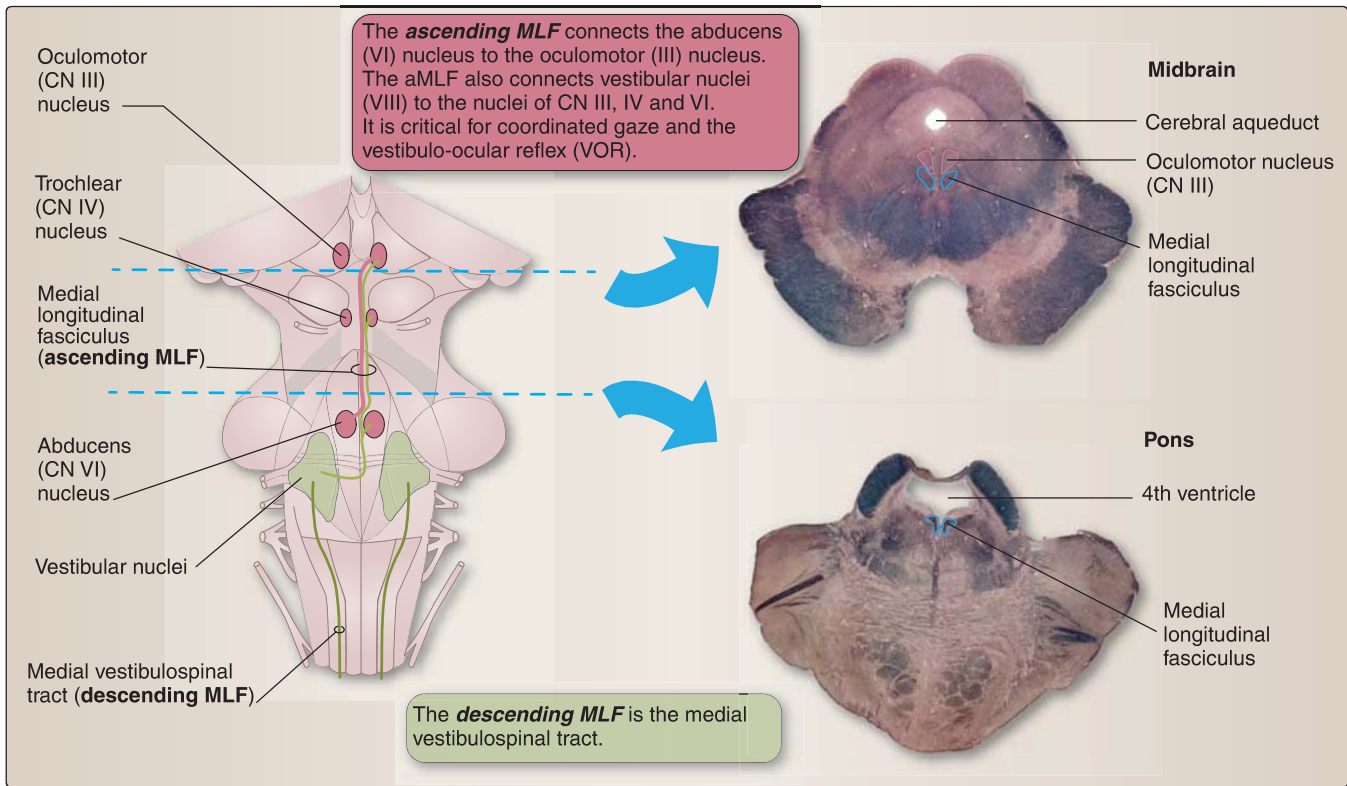 Oculomotor
(CN III)
nucleus
Trochlear
(CN IV)
nucleus
Medial
longitudinal
fasciculus
(ascending MLF)
Abducens
(CN VI)
nucleus
Vestibular nuclei
Medial vestibulospinal
tract (descending MLF)
The ascending MLF connects the abducens
(VI) nucleus to the oculomotor (III) nucleus.
The aMLF also connects vestibular nuclei
(VIII) to the nuclei of CN III, IV and VI.
It is critical for coordinated gaze and the
vestibulo-ocular reflex (VOR).
The descending MLF is the medial
vestibulospinal tract.
Midbrain
Cerebral aqueduct
Oculomotor nucleus
(CN III)
Medial
longitudinal
fasciculus
Pons
4th ventricle
Medial
longitudinal
fasciculus